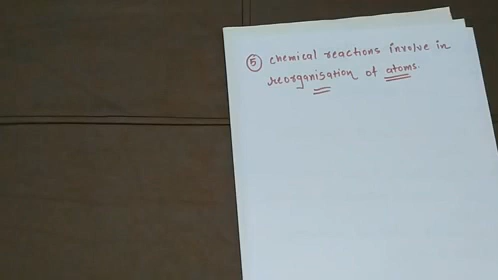 ⑤ chemical reactions involve in
reorganisation of atoms.